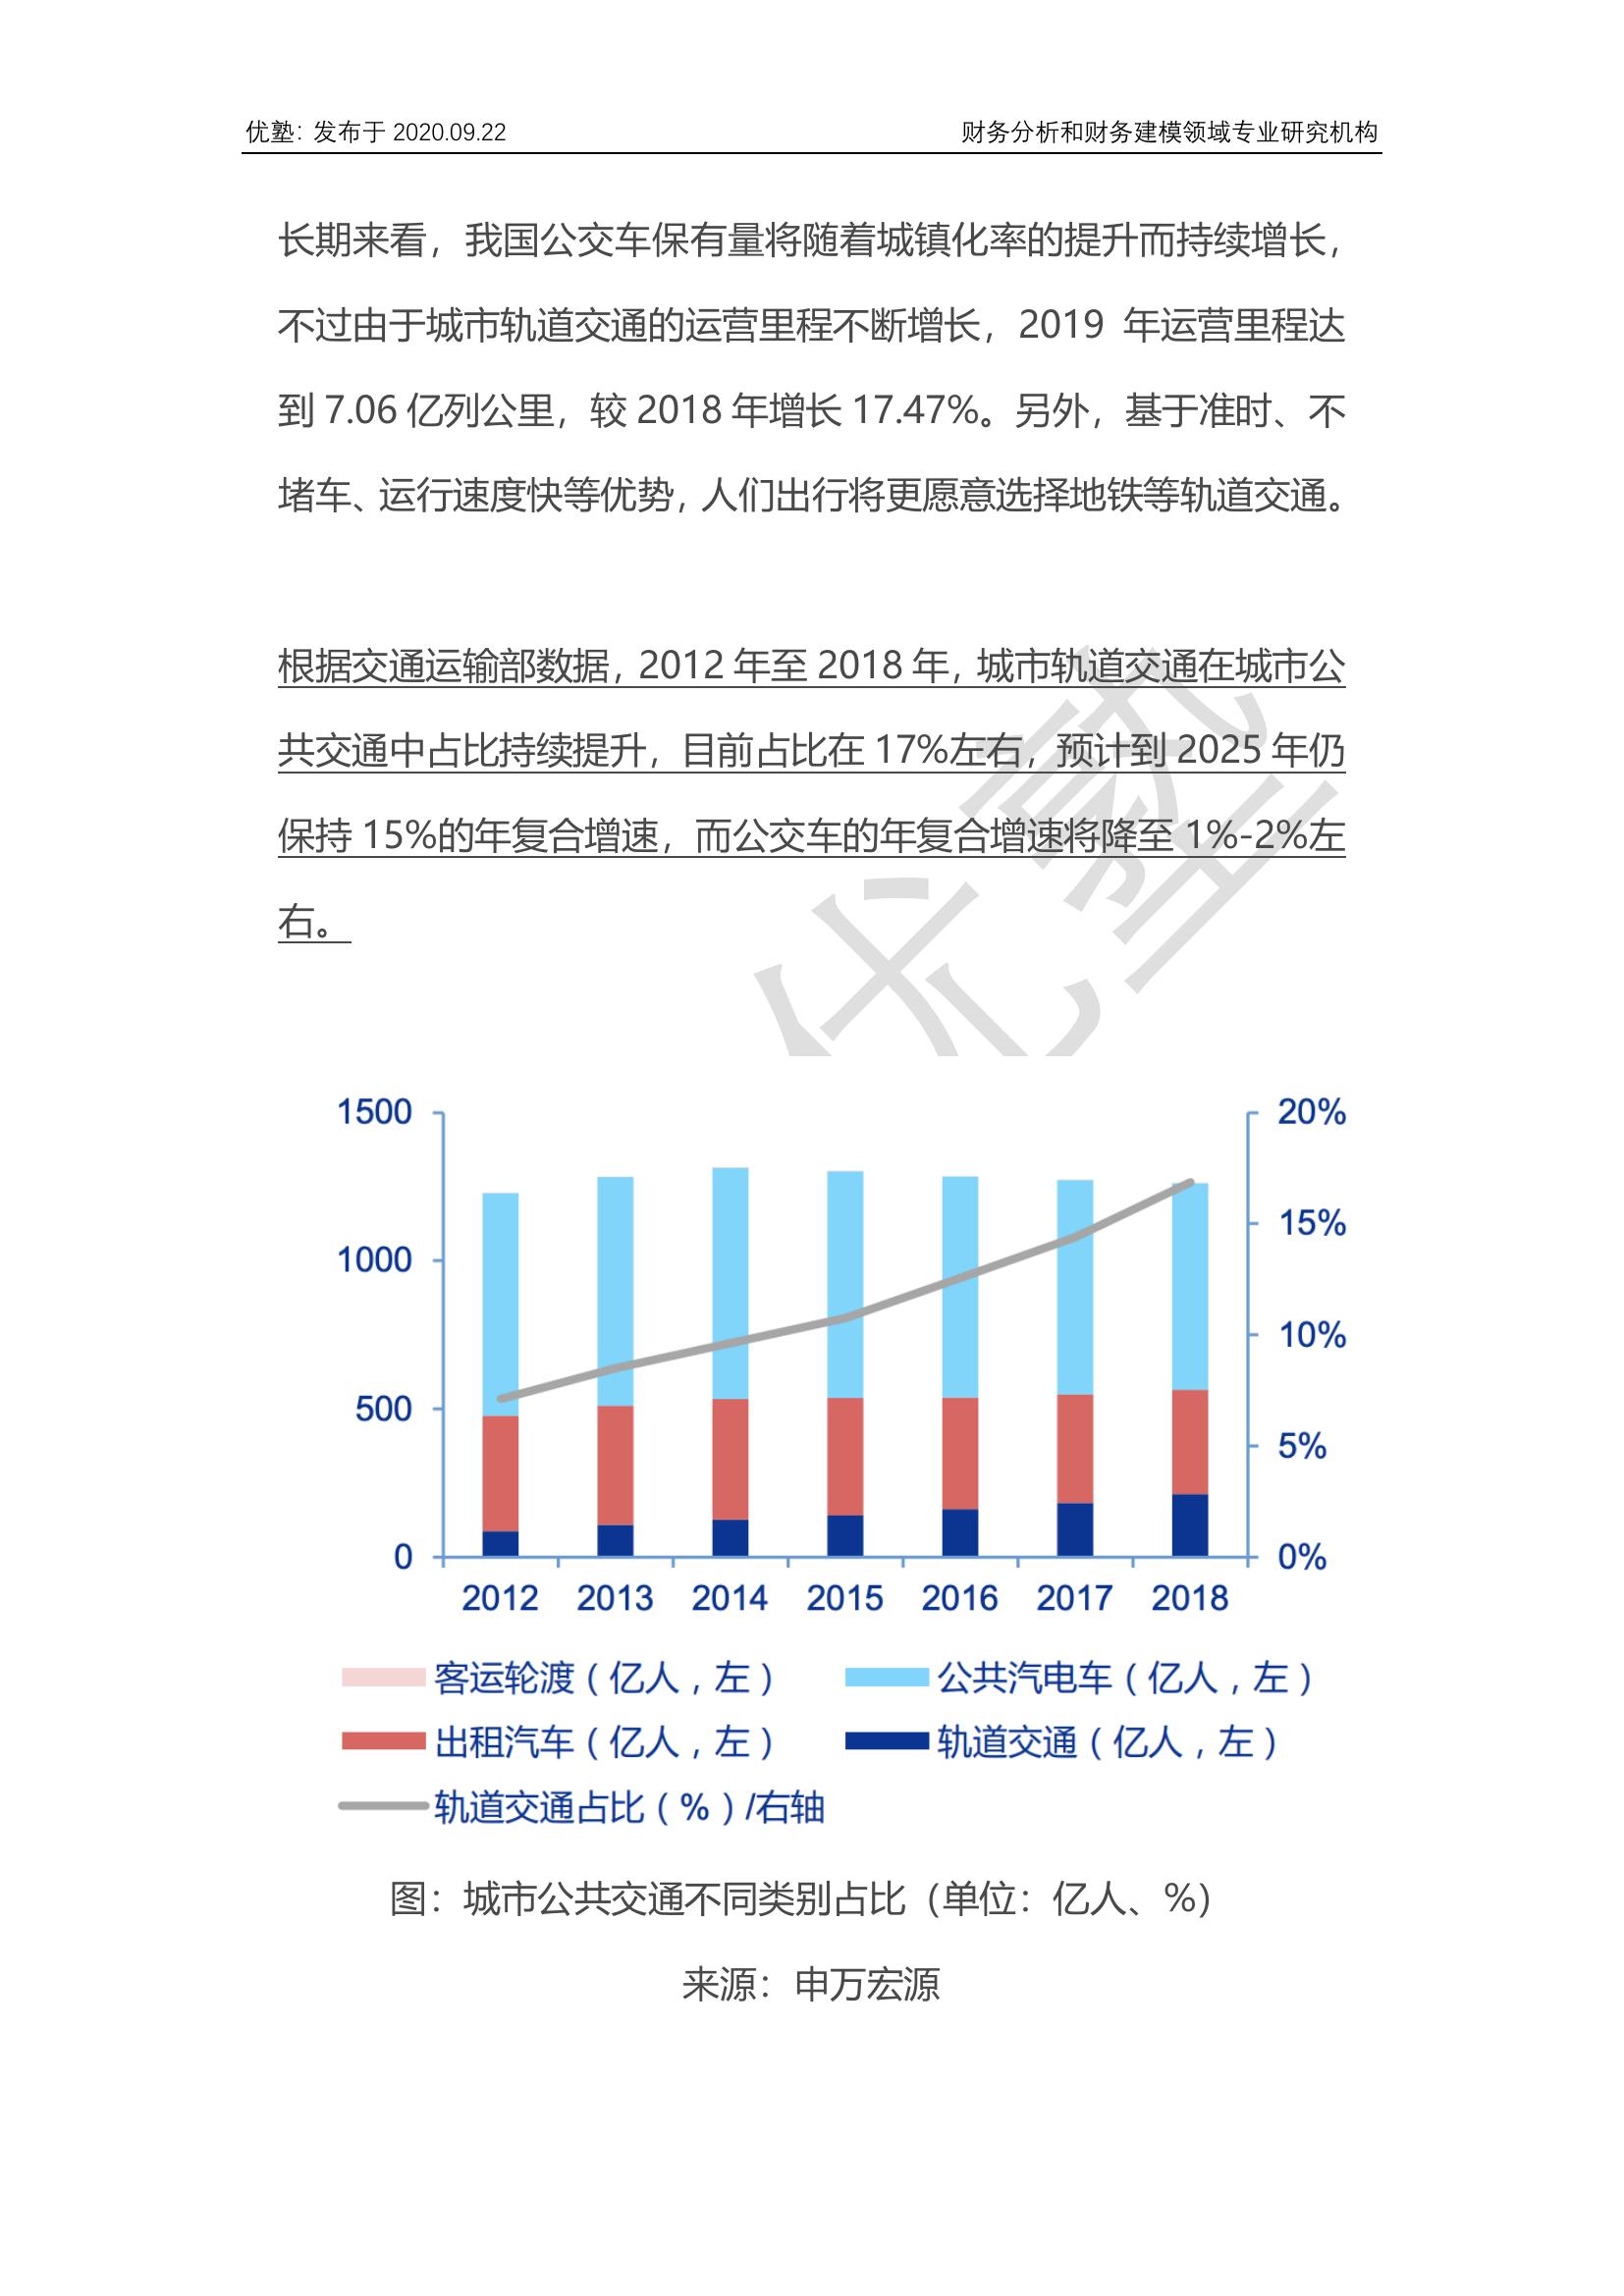 优塾：发布于 2020.09.22
财务分析和财务建模领域专业研究机构
长期来看，我国公交车保有量将随着城镇化率的提升而持续增长，
不过由于城市轨道交通的运营里程不断增长，2019 年运营里程达
到 7.06 亿列公里，较 2018 年增长 17.47%。另外，基于准时、不
堵车、运行速度快等优势，人们出行将更愿意选择地铁等轨道交通。
根据交通运输部数据，2012 年至 2018 年，城市轨道交通在城市公
共交通中占比持续提升，目前占比在 17%左右，预计到 2025 年仍
保持 15%的年复合增速，而公交车的年复合增速将降至 1%-2%左
右。
优塾
1500
1000
500
0
20%
15%
10%
5%
0%
2012 2013 2014 2015 2016 2017 2018
客运轮渡（亿人，左） 公共汽电车（亿人，左）
出租汽车（亿人，左） 轨道交通（亿人，左）
轨道交通占比（%）/右轴
图：城市公共交通不同类别占比（单位：亿人、%）
来源：申万宏源